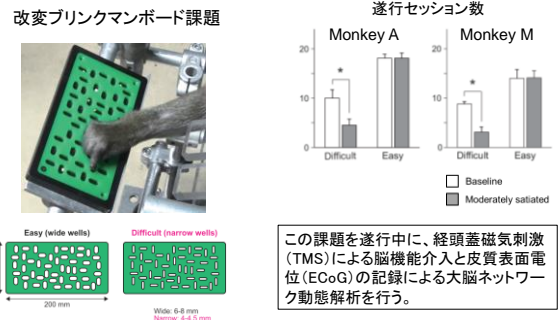 改変ブリンクマンボード課題
遂行セッション数
Monkey A
Monkey M
20
10
0
*
Difficult
Easy
20
10
0
*
Difficult
Easy
Baseline
Moderately satiated
Easy (wide wells)
Difficult (narrow wells)
200 mm
Wide: 6-8 mm
Narrow: 4-4.5 mm
この課題を遂行中に、経頭蓋磁気刺激
(TMS)による脳機能介入と皮質表面電
位(ECoG)の記録による大脳ネットワー
ク動態解析を行う。